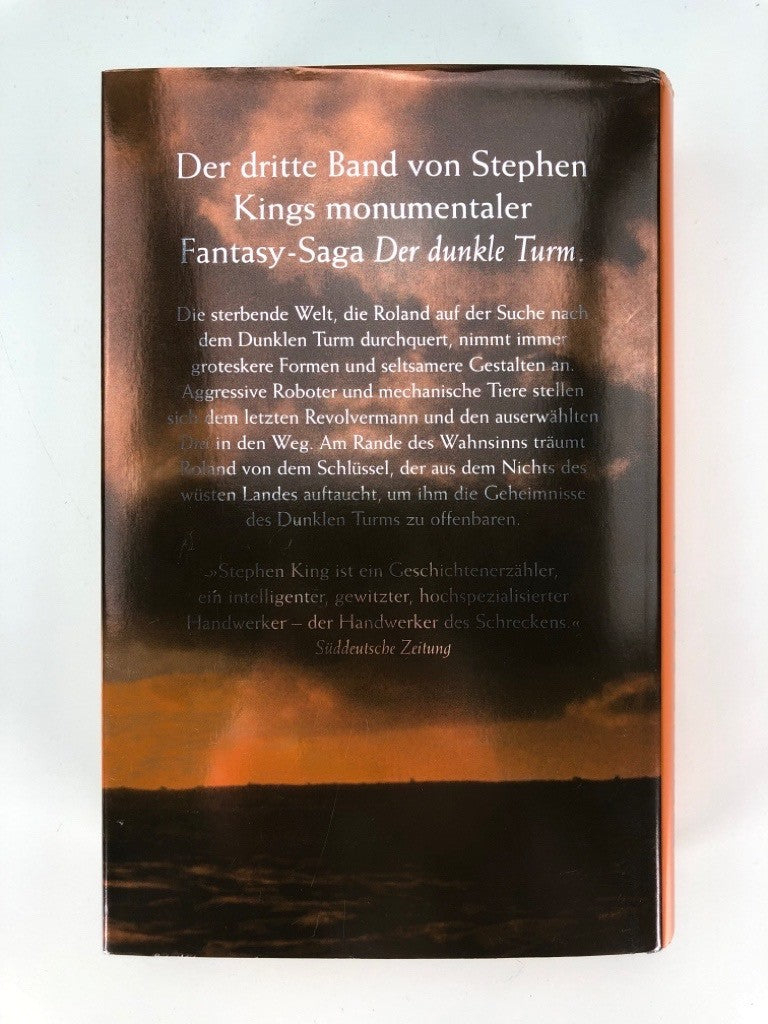 Der dritte Band von Stephen
Kings monumentaler
Fantasy-Saga Der dunkle Turm.
Die sterbende Welt, die Roland auf der Suche nach
dem Dunklen Turm durchquert, nimmt immer
groteskere Formen und seltsamere Gestalten an.
Aggressive Roboter und mechanische Tiere stellen
sich dem letzten Revolvermann und den auserwählten
Drei in den Weg. Am Rande des Wahnsinns träumt
Roland von dem Schlüssel, der aus dem Nichts des
wüsten Landes auftaucht, um ihm die Geheimnisse
des Dunklen Turms zu offenbaren.
»Stephen King ist ein Geschichtenerzähler,
ein intelligenter, gewitzter, hochspezialisierter
Handwerker – der Handwerker des Schreckens.«
Süddeutsche Zeitung